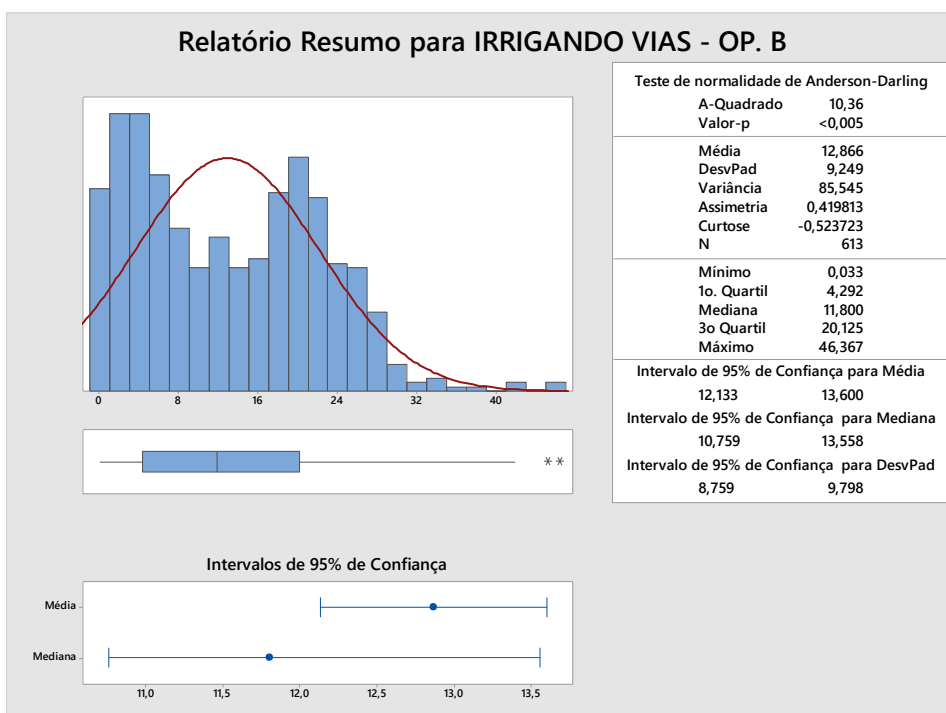 Relatório Resumo para IRRIGANDO VIAS - OP. B
0 8 16 24 32 40
* *
Intervalos de 95% de Confiança
Média
Mediana
11,0 11,5 12,0 12,5 13,0 13,5
Teste de normalidade de Anderson-Darling
A-Quadrado 10,36
Valor-p <0,005
Média 12,866
DesvPad 9,249
Variância 85,545
Assimetria 0,419813
Curtose -0,523723
N 613
Mínimo 0,033
1o. Quartil 4,292
Mediana 11,800
3o Quartil 20,125
Máximo 46,367
Intervalo de 95% de Confiança para Média
12,133 13,600
Intervalo de 95% de Confiança para Mediana
10,759 13,558
Intervalo de 95% de Confiança para DesvPad
8,759 9,798